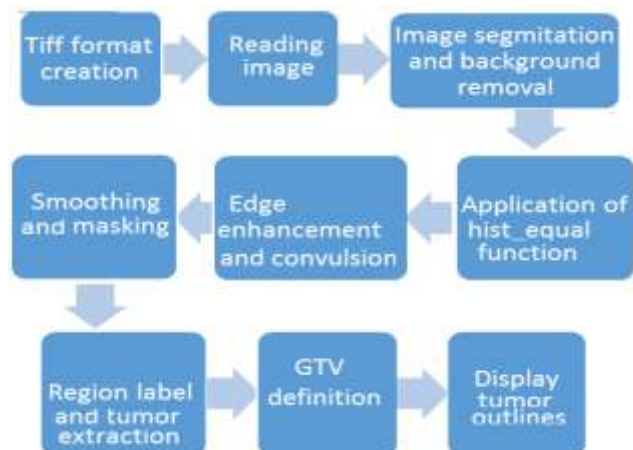 Tiff format
creation
Reading
image
Image segmitation
and background
removal
Application of
hist_equal
function
Edge
enhancement
and convulsion
Smoothing
and masking
Region label
and tumor
extraction
GTV
definition
Display
tumor
outlines